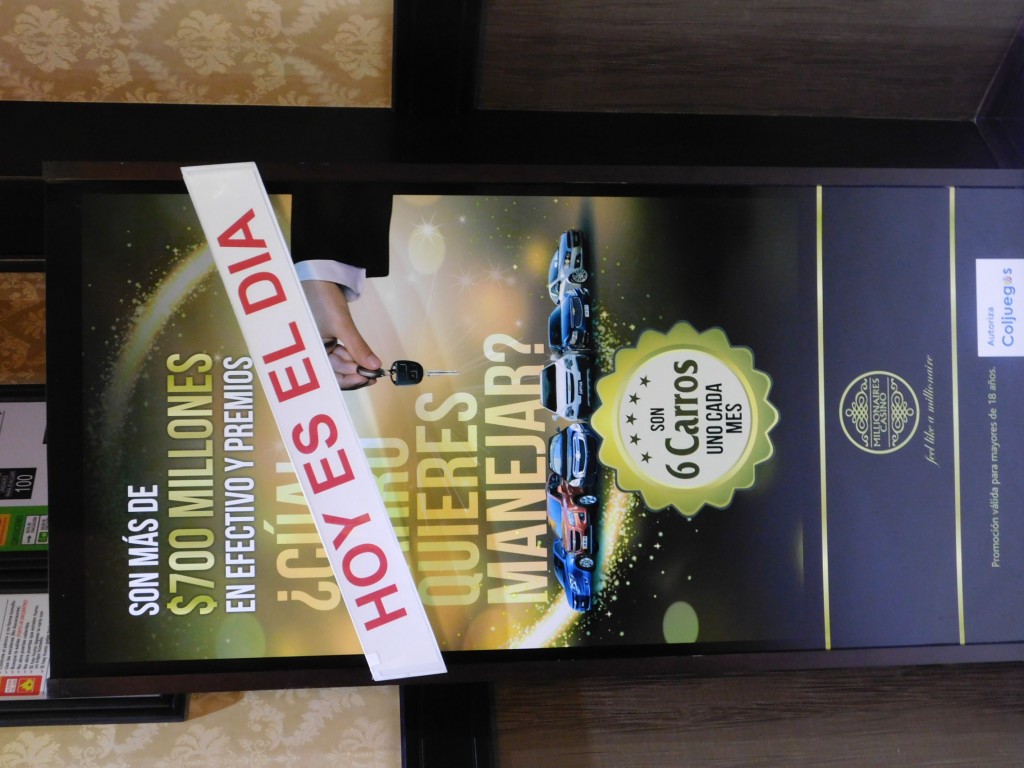 SON MÁS DE
$700 MILLONES
EN EFECTIVO Y PREMIOS
HOY ES EL DIA
QUIERES
MANEJAR?
SON
6 Carros
UNO CADA
MES
MILLIONAIRES
CASINO
feel like a millionaire
Autoriza
Coljuegos
Promoción válida para mayores de 18 años.
100